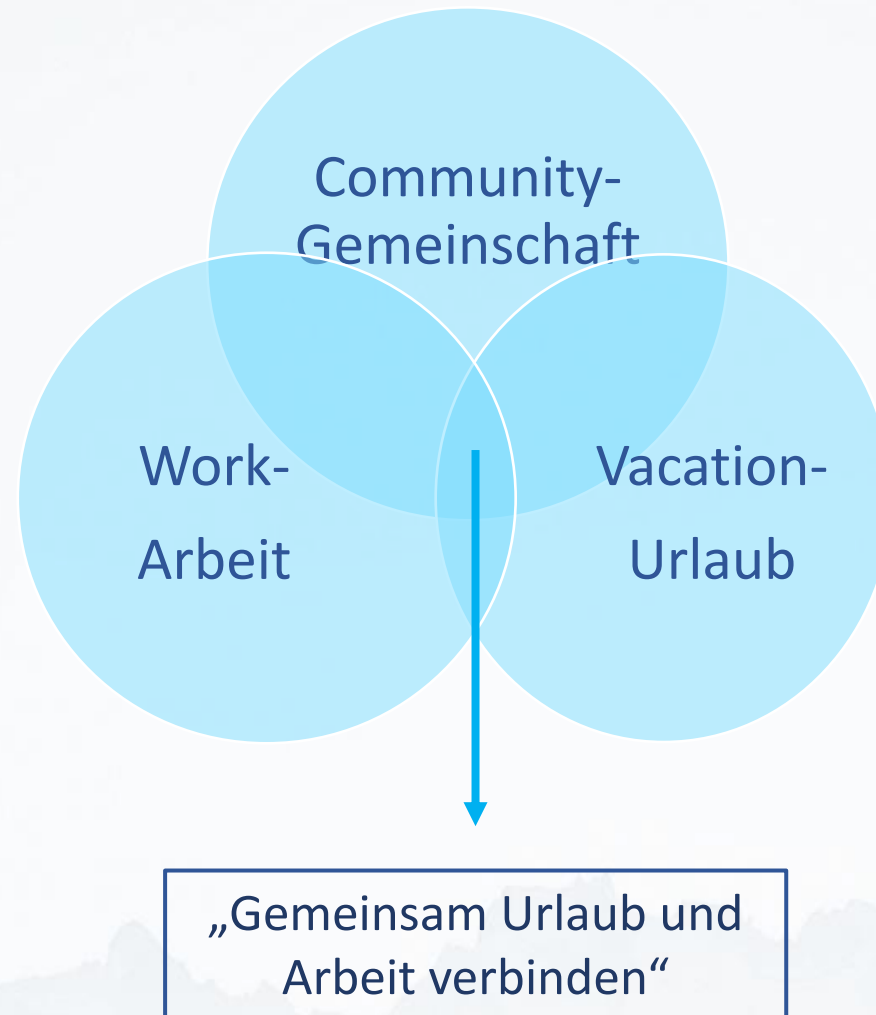 Community-
Gemeinschaft
Work-
Arbeit
Vacation-
Urlaub
„Gemeinsam Urlaub und
Arbeit verbinden“